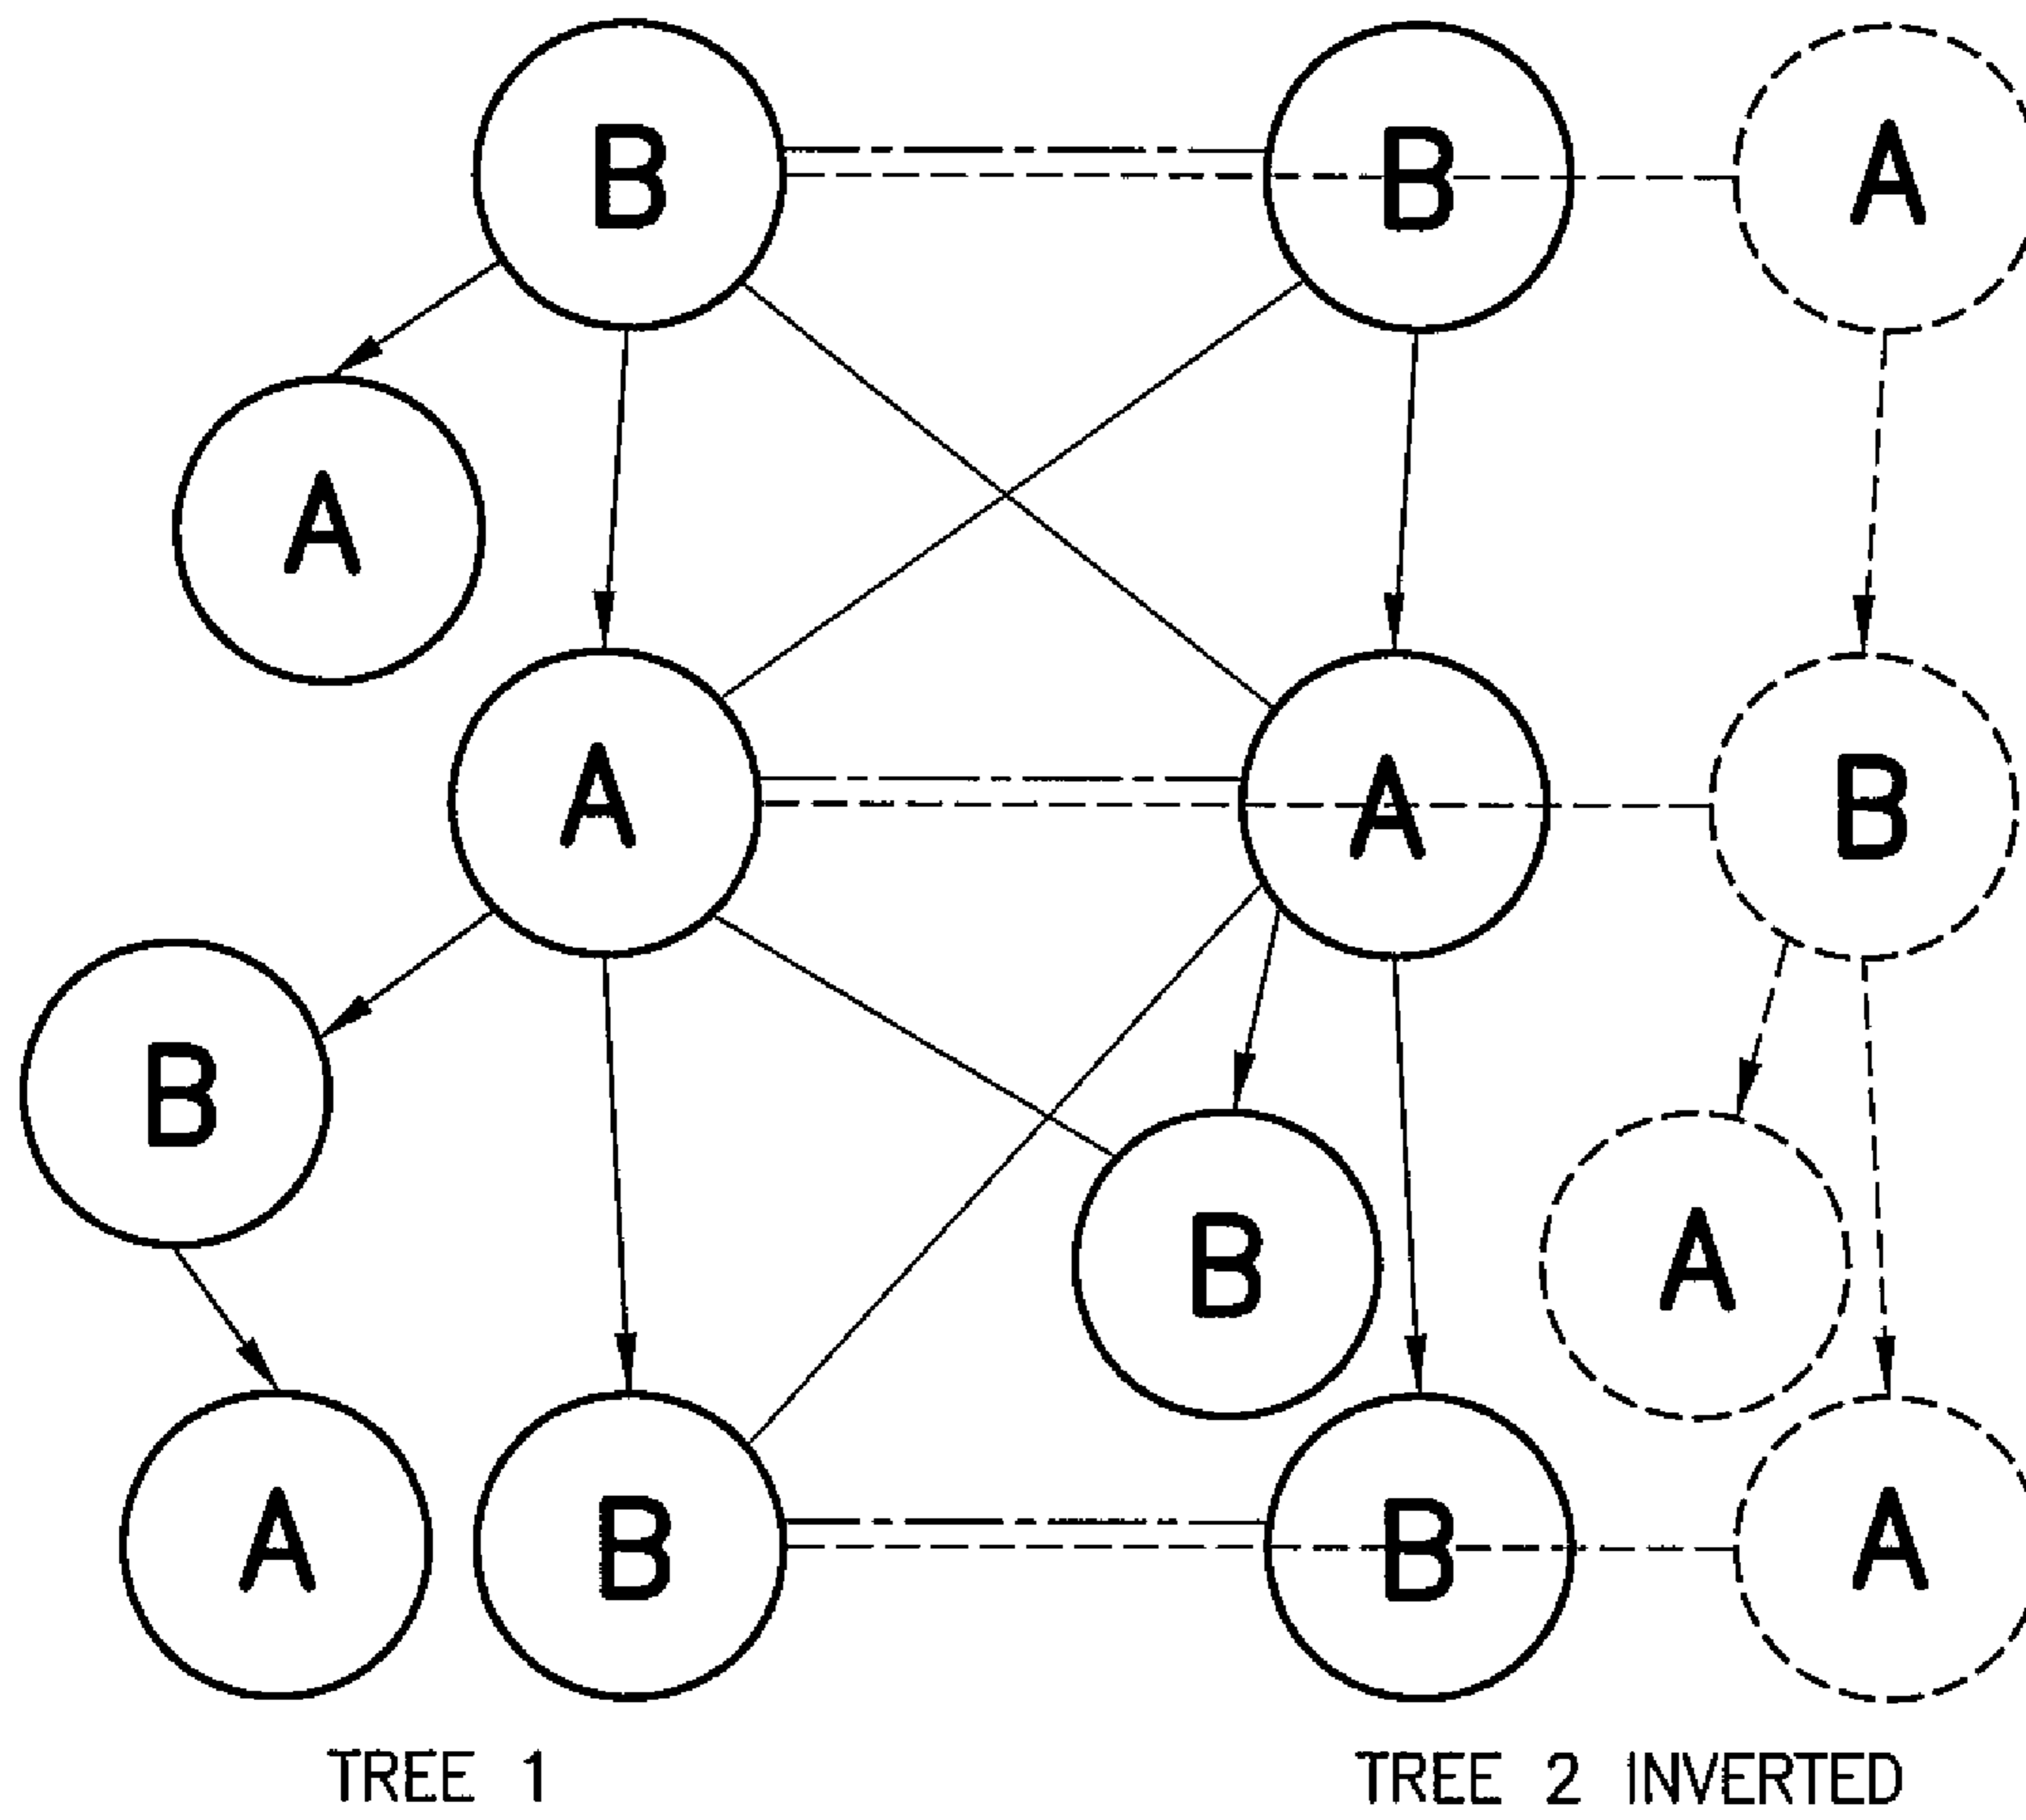 B B A
A
A A B
B
B A
A B B A
TREE 1 TREE 2 INVERTED